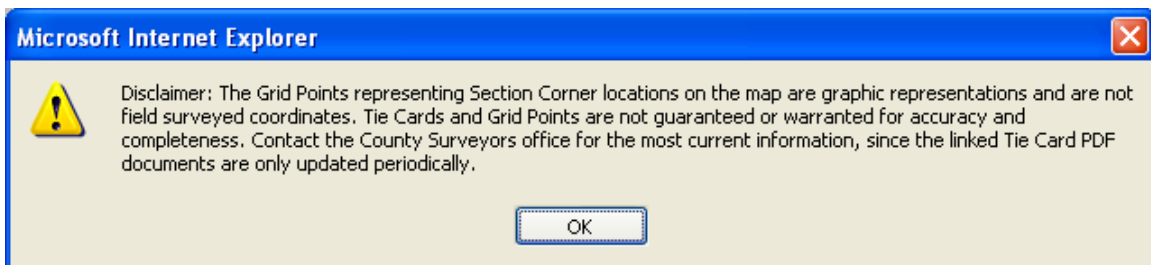 Microsoft Internet Explorer
Disclaimer: The Grid Points representing Section Corner locations on the map are graphic representations and are not
field surveyed coordinates. Tie Cards and Grid Points are not guaranteed or warranted for accuracy and
completeness. Contact the County Surveyors office for the most current information, since the linked Tie Card PDF
documents are only updated periodically.
OK